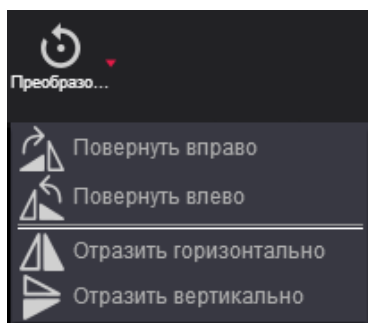 Преобразо...
Повернуть вправо
Повернуть влево
Отразить горизонтально
Отразить вертикально